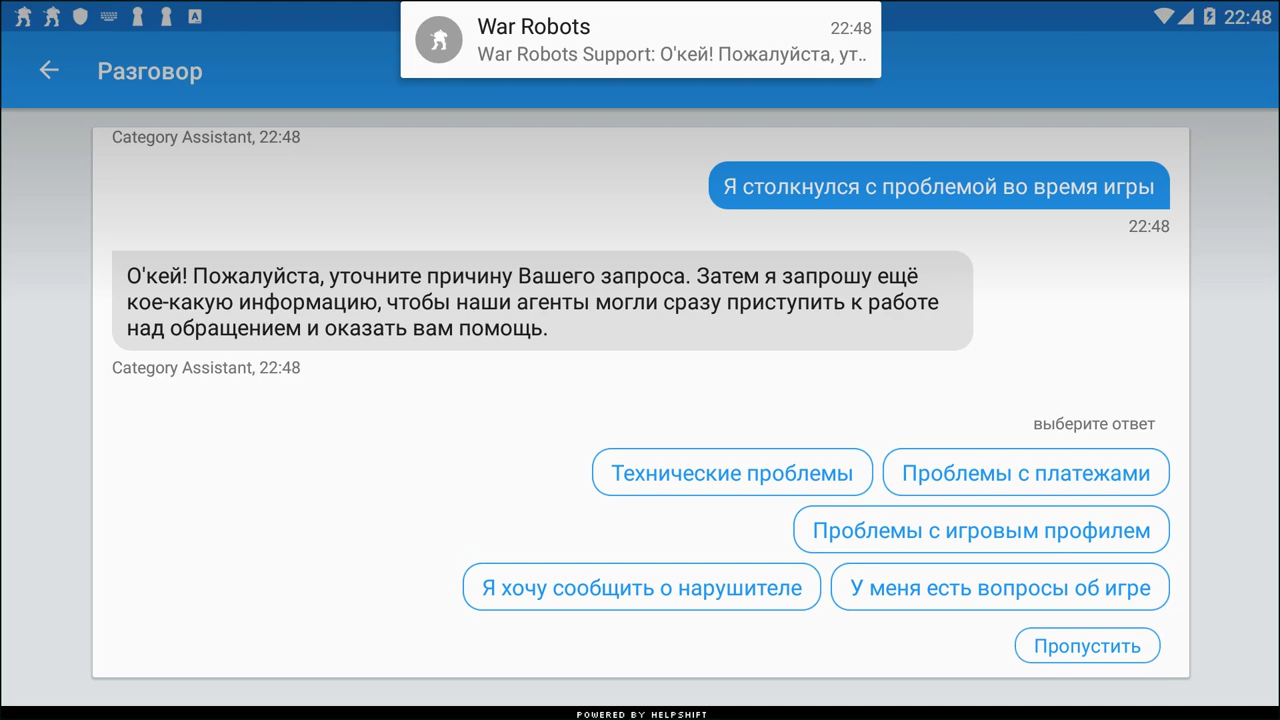 War Robots 22:48
War Robots Support: О'кей! Пожалуйста, ут..
22:48
Разговор
Category Assistant, 22:48
Я столкнулся с проблемой во время игры
22:48
О'кей! Пожалуйста, уточните причину Вашего запроса. Затем я запрошу ещё
кое-какую информацию, чтобы наши агенты могли сразу приступить к работе
над обращением и оказать вам помощь.
Category Assistant, 22:48
выберите ответ
Технические проблемы Проблемы с платежами
Проблемы с игровым профилем
Я хочу сообщить о нарушителе У меня есть вопросы об игре
Пропустить
POWERED BY HELPSHIFT